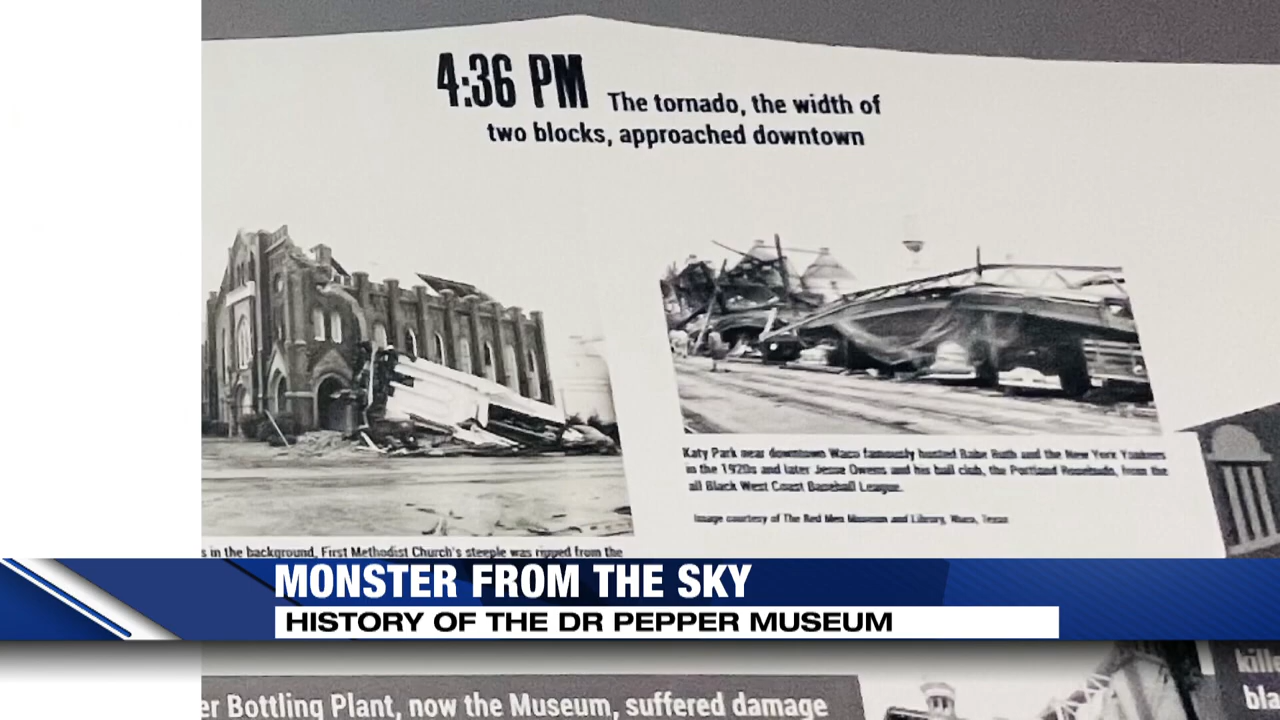 4:36 PM The tornado, the width of
two blocks, approached downtown
Katy Park near downtown Waco famously hosted Babe Ruth and the New York Yankees
in the 1920s and later Jesse Owens and his ball club, the Portland Rosebuds, from the
all Black West Coast Baseball League.
Image courtesy of The Red Men Museum and Library, Waco, Texas
s in the background, First Methodist Church's steeple was ripped from the
MONSTER FROM THE SKY
HISTORY OF THE DR PEPPER MUSEUM
er Bottling Plant, now the Museum, suffered damage
kille
bla